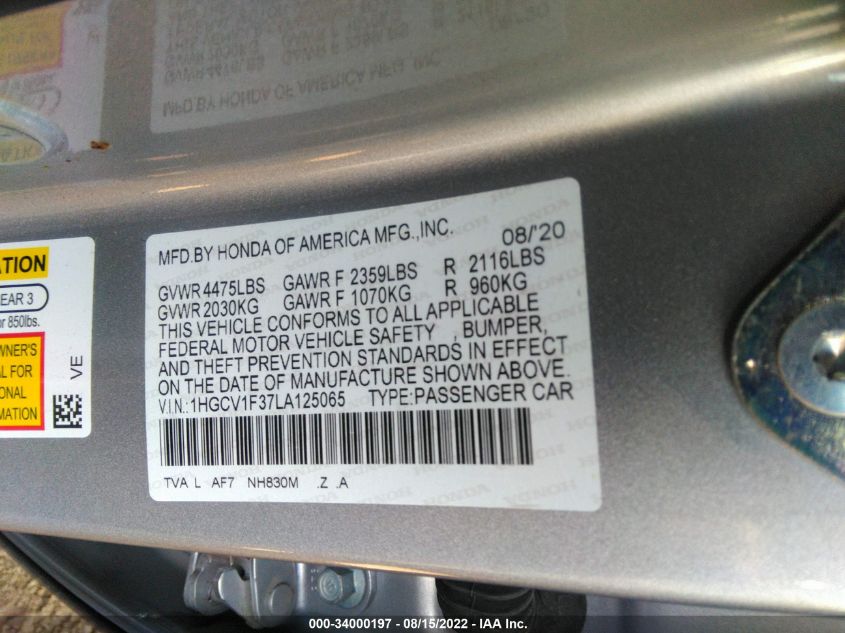 MFD.BY HONDA OF AMERICA MFG.,INC. 08/'20
GVWR 4475LBS GAWR F 2359LBS R 2116LBS
GVWR 2030KG GAWR F 1070KG R 960KG
THIS VEHICLE CONFORMS TO ALL APPLICABLE
FEDERAL MOTOR VEHICLE SAFETY , BUMPER,
AND THEFT PREVENTION STANDARDS IN EFFECT
ON THE DATE OF MANUFACTURE SHOWN ABOVE.
V.I.N.: 1HGCV1F37LA125065 TYPE:PASSENGER CAR
TVA L AF7 NH830M .Z .A
ATION
EAR 3
or 850lbs.
WNER'S
AL FOR
IONAL
RMATION
VE
000-34000197 - 08/15/2022 - IAA Inc.